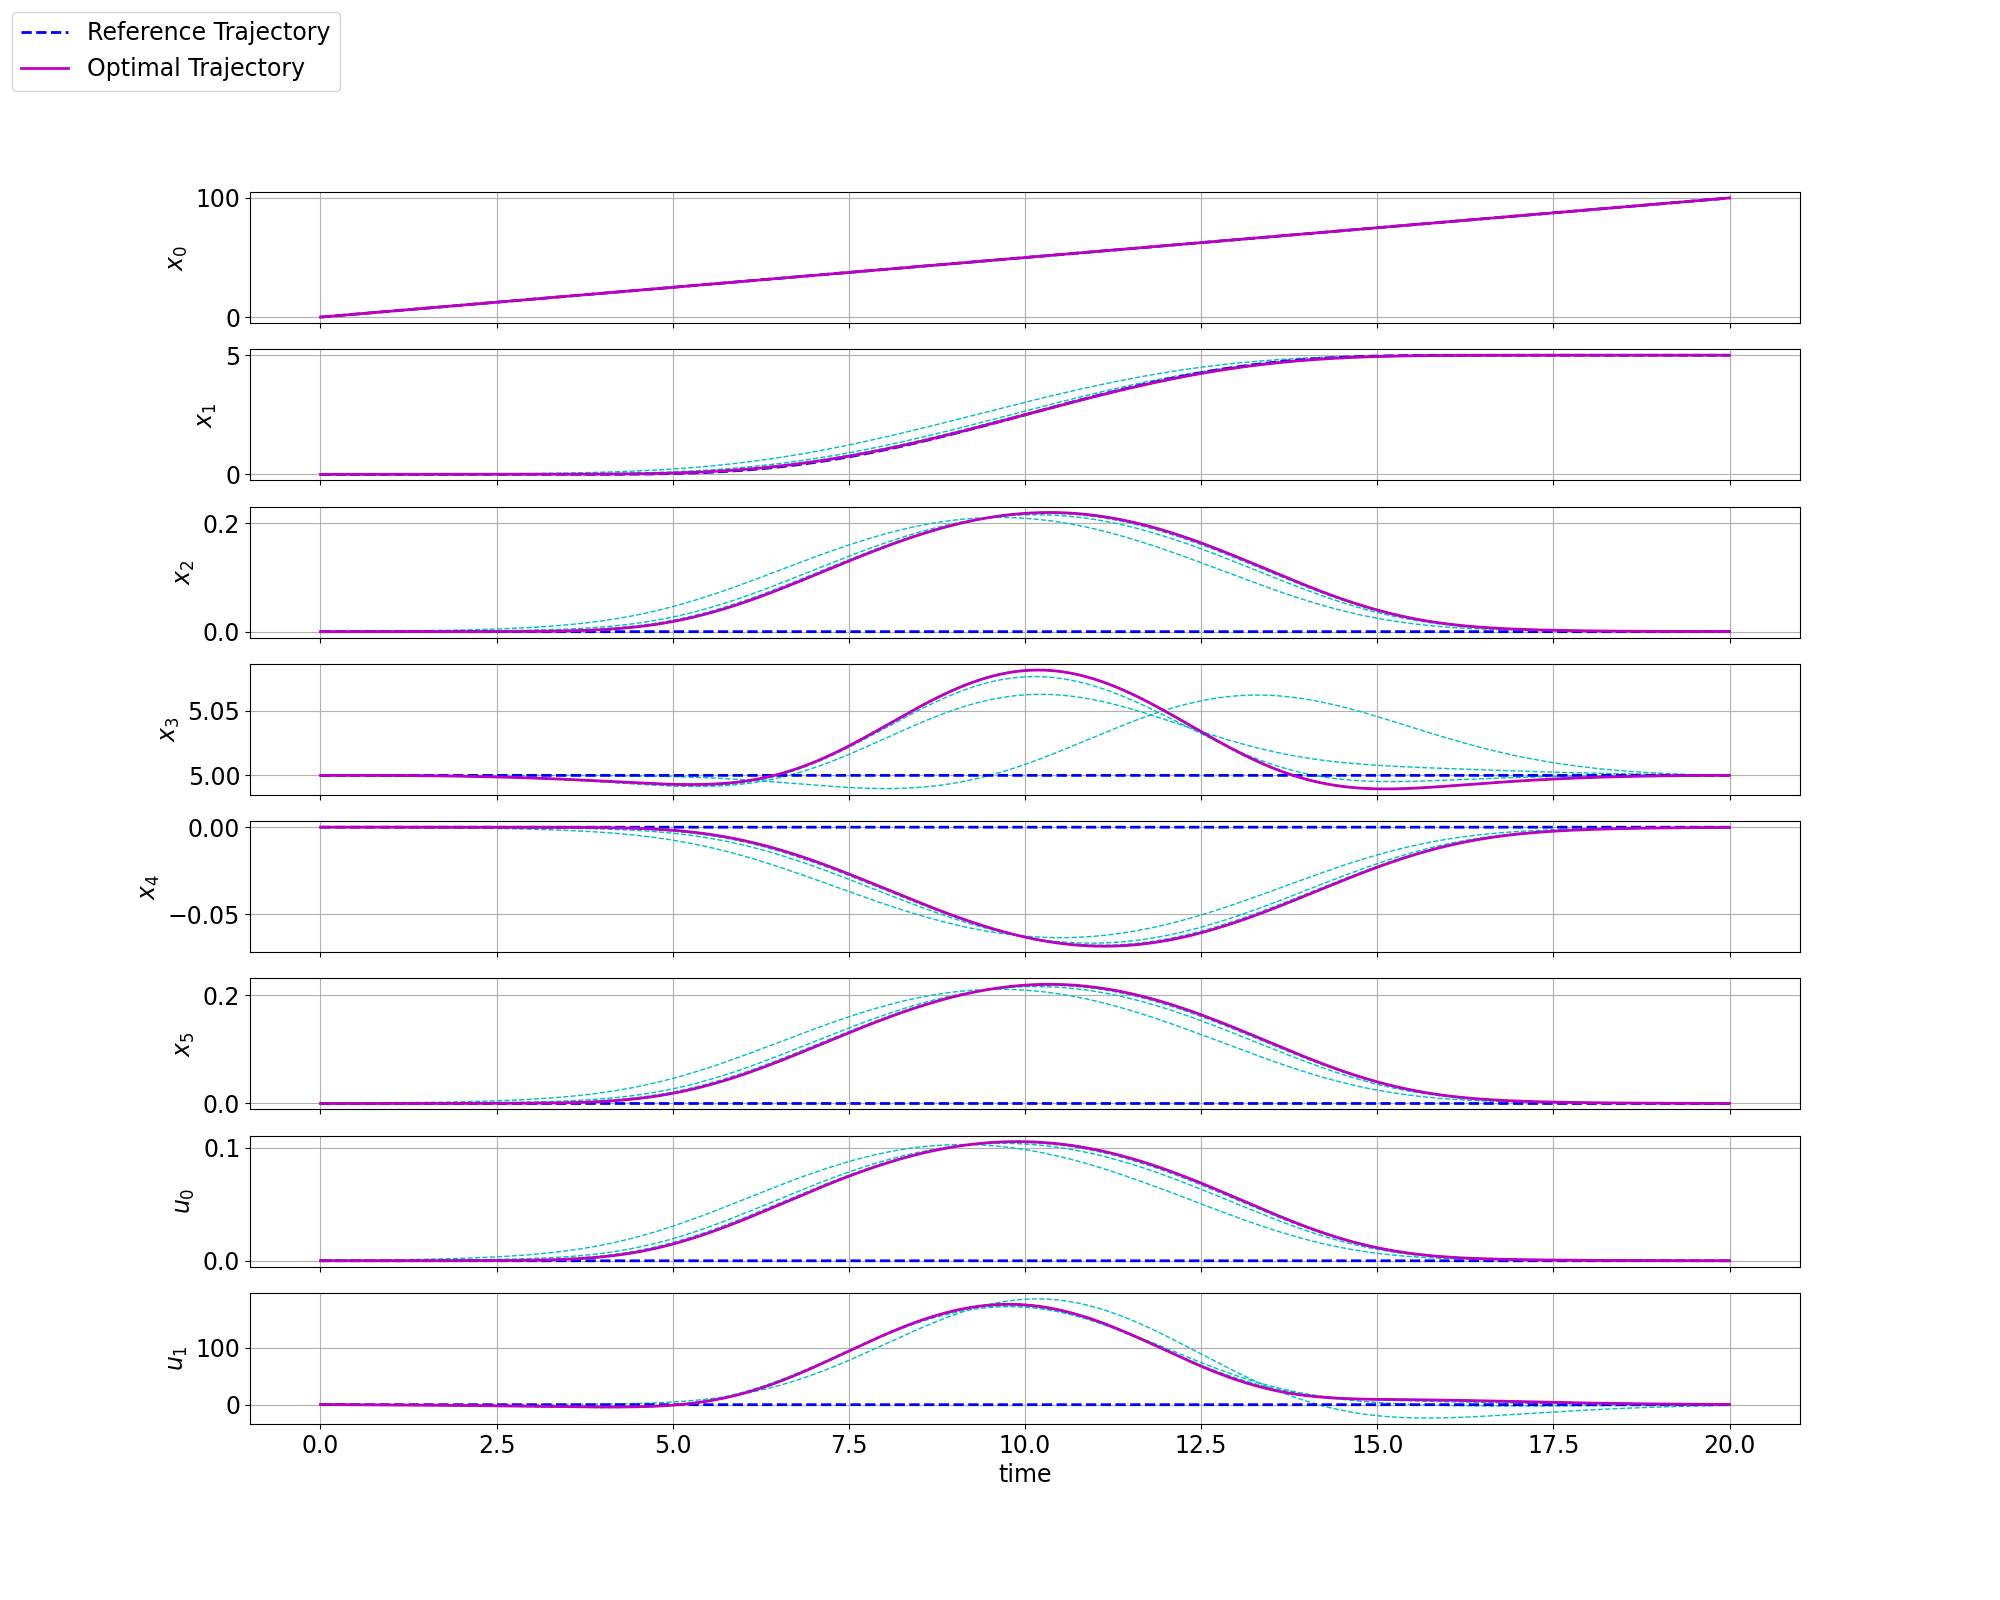 Reference Trajectory
Optimal Trajectory
100
0
x₀
5
0
x₁
0.2
0.0
x₂
5.05
5.00
x₃
0.00
−0.05
x₄
0.2
0.0
x₅
0.1
0.0
u₀
100
0
u₁
0.0 2.5 5.0 7.5 10.0 12.5 15.0 17.5 20.0
time